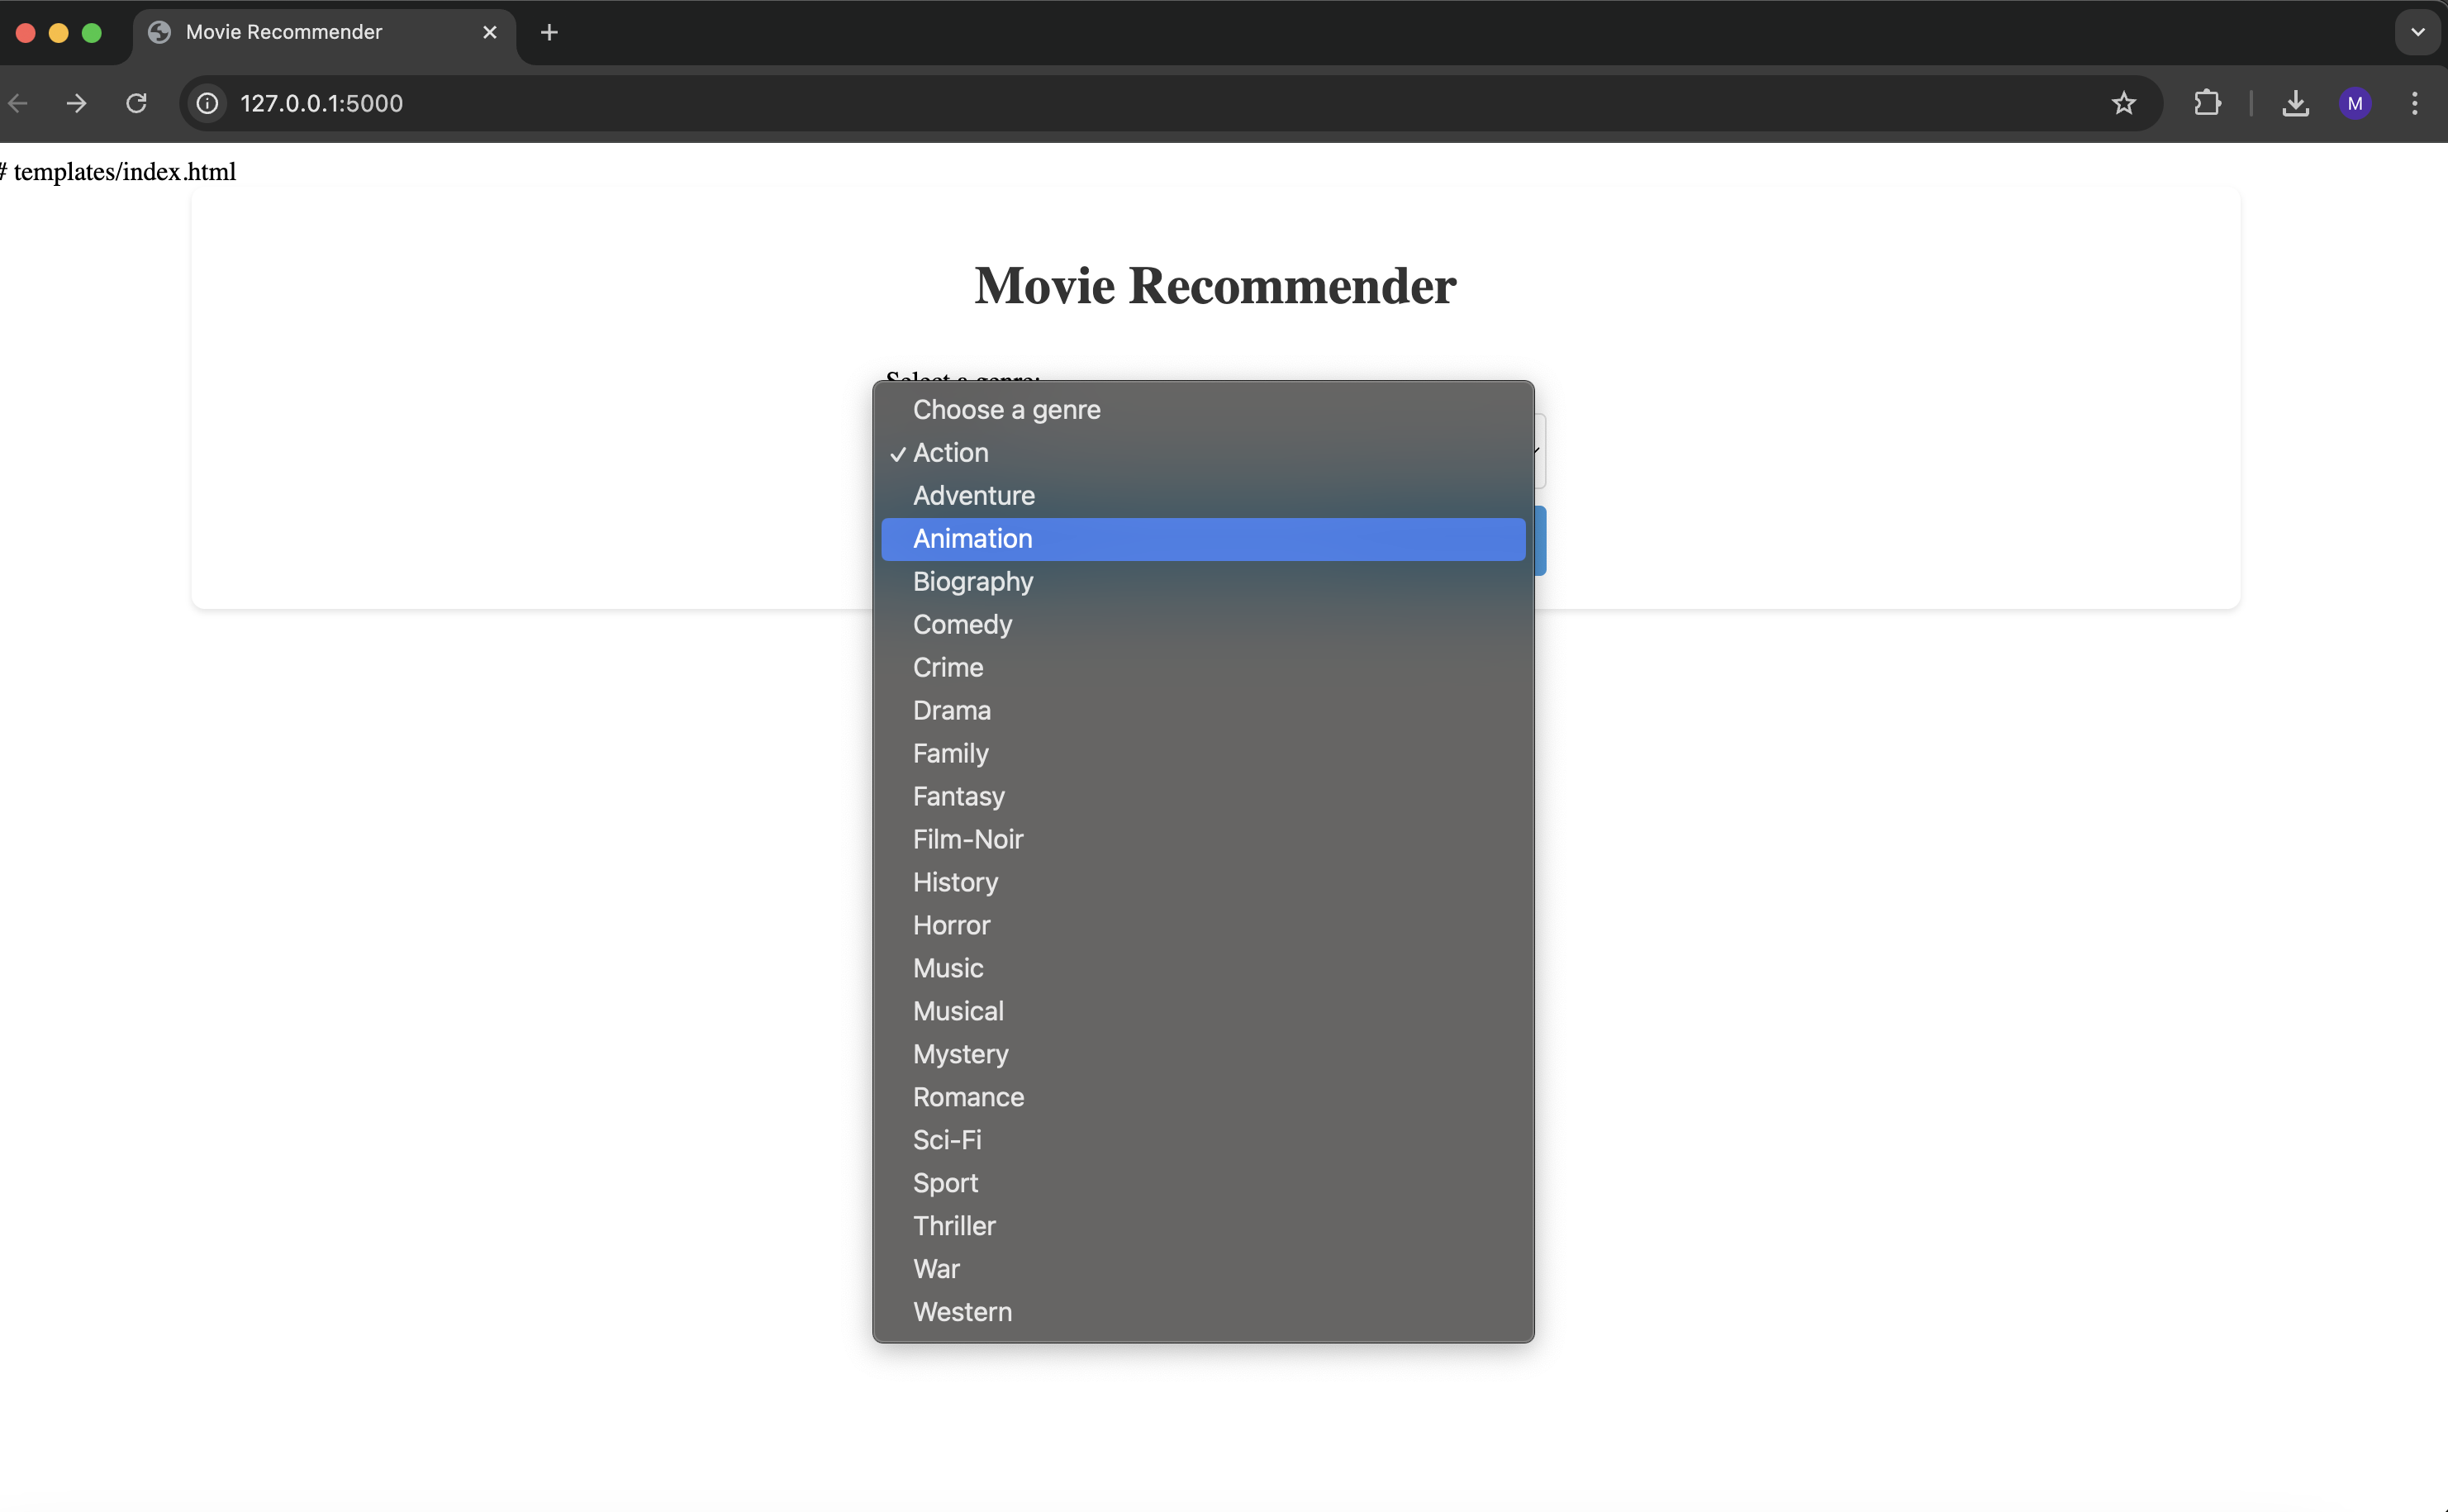 Movie Recommender
127.0.0.1:5000
M
# templates/index.html
Movie Recommender
Select a genre:
Choose a genre
✓ Action
Adventure
Animation
Biography
Comedy
Crime
Drama
Family
Fantasy
Film-Noir
History
Horror
Music
Musical
Mystery
Romance
Sci-Fi
Sport
Thriller
War
Western